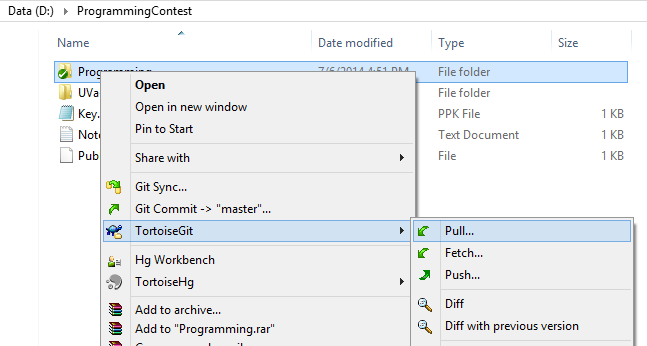 Data (D:) ▸ ProgrammingContest
Name Date modified Type Size
Programming 7/6/2014 4:51 PM File folder
UVa File folder
Key. PPK File 1 KB
Note Text Document 1 KB
Pub File 1 KB
Open
Open in new window
Pin to Start
Share with
Git Sync...
Git Commit -> "master"...
TortoiseGit
Hg Workbench
TortoiseHg
Add to archive...
Add to "Programming.rar"
Pull...
Fetch...
Push...
Diff
Diff with previous version